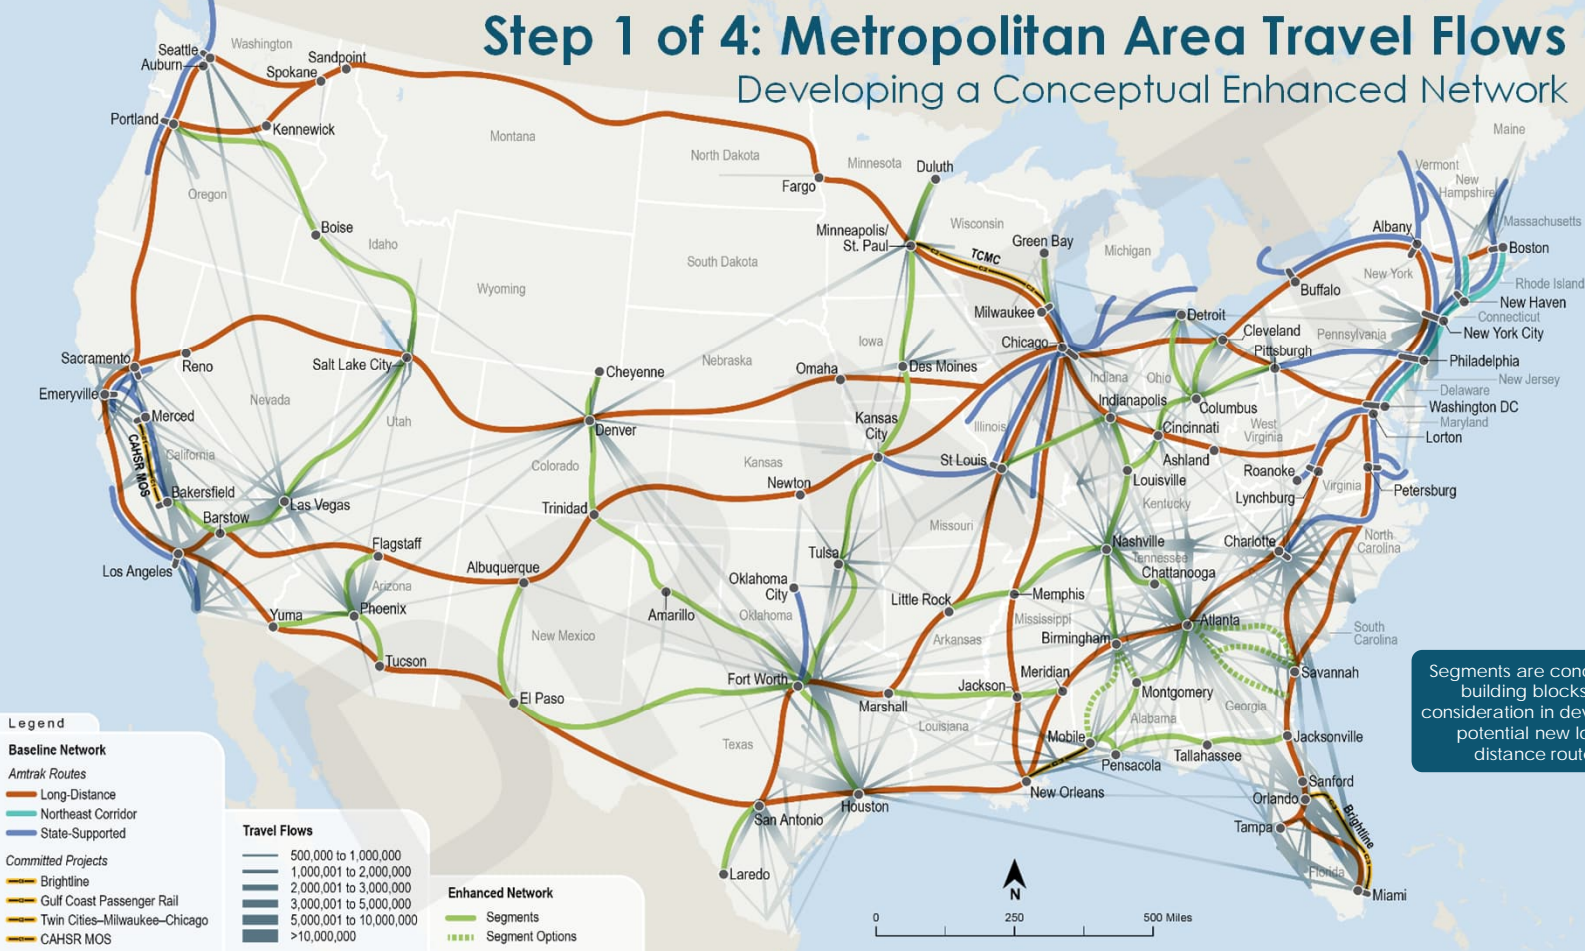 Step 1 of 4: Metropolitan Area Travel Flows
Developing a Conceptual Enhanced Network
Seattle
Auburn
Washington
Spokane
Sandpoint
Portland
Kennewick
Montana
North Dakota
Minnesota
Duluth
Fargo
Maine
Vermont
New
Hampshire
Oregon
Boise
Idaho
Minneapolis/
St. Paul
Wisconsin
Green Bay
TCMC
Michigan
Albany
Massachusetts
Boston
South Dakota
Wyoming
New York
Buffalo
Rhode Island
New Haven
Connecticut
New York City
Milwaukee
Detroit
Cleveland
Pennsylvania
Pittsburgh
Chicago
Iowa
Sacramento
Reno
Salt Lake City
Nebraska
Omaha
Des Moines
Philadelphia
New Jersey
Delaware
Washington DC
Maryland
Lorton
Emeryville
Cheyenne
Indiana
Ohio
Indianapolis
Columbus
Merced
Nevada
Utah
Denver
Kansas
City
Illinois
Cincinnati
West
Virginia
CAHSR MOS
California
Colorado
Kansas
St Louis
Ashland
Roanoke
Louisville
Lynchburg
Virginia
Petersburg
Bakersfield
Las Vegas
Newton
Kentucky
Barstow
Trinidad
Missouri
North
Carolina
Los Angeles
Flagstaff
Albuquerque
Tulsa
Nashville
Tennessee
Charlotte
Chattanooga
Arizona
Phoenix
Yuma
Amarillo
Oklahoma
City
Oklahoma
Little Rock
Memphis
Mississippi
Atlanta
South
Carolina
New Mexico
Arkansas
Birmingham
Tucson
El Paso
Fort Worth
Marshall
Jackson
Meridian
Montgomery
Savannah
Georgia
Alabama
Louisiana
Texas
Mobile
Pensacola
Tallahassee
Jacksonville
San Antonio
Houston
New Orleans
Sanford
Orlando
Tampa
Brightline
Florida
Miami
Laredo
Segments are
building blocks
consideration in
potential new
distance
Legend
Baseline Network
Amtrak Routes
Long-Distance
Northeast Corridor
State-Supported
Committed Projects
Brightline
Gulf Coast Passenger Rail
Twin Cities–Milwaukee–Chicago
CAHSR MOS
Travel Flows
500,000 to 1,000,000
1,000,001 to 2,000,000
2,000,001 to 3,000,000
3,000,001 to 5,000,000
5,000,001 to 10,000,000
>10,000,000
Enhanced Network
Segments
Segment Options
N
0 250 500 Miles
DRAFT